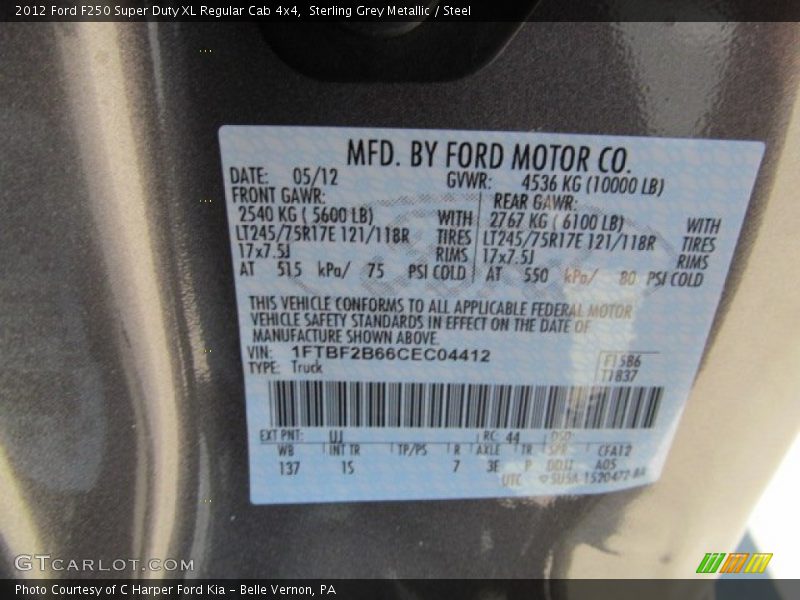 2012 Ford F250 Super Duty XL Regular Cab 4x4, Sterling Grey Metallic / Steel
MFD. BY FORD MOTOR CO.
DATE: 05/12 GVWR: 4536 KG (10000 LB)
FRONT GAWR: REAR GAWR:
2540 KG ( 5600 LB) WITH 2767 KG ( 6100 LB) WITH
LT245/75R17E 121/118R TIRES LT245/75R17E 121/118R TIRES
17x7.5J RIMS 17x7.5J RIMS
AT 515 kPa/ 75 PSI COLD AT 550 kPa/ 80 PSI COLD
THIS VEHICLE CONFORMS TO ALL APPLICABLE FEDERAL MOTOR
VEHICLE SAFETY STANDARDS IN EFFECT ON THE DATE OF
MANUFACTURE SHOWN ABOVE.
VIN: 1FTBF2B66CEC04412 F1586
TYPE: Truck T1837
EXT PNT: UJ RC: 44 DSO:
WB INT TR TP/PS R AXLE TR SPR CFA12
137 1S 7 3E P A05
UTC
GTCARLOT.COM
Photo Courtesy of C Harper Ford Kia - Belle Vernon, PA